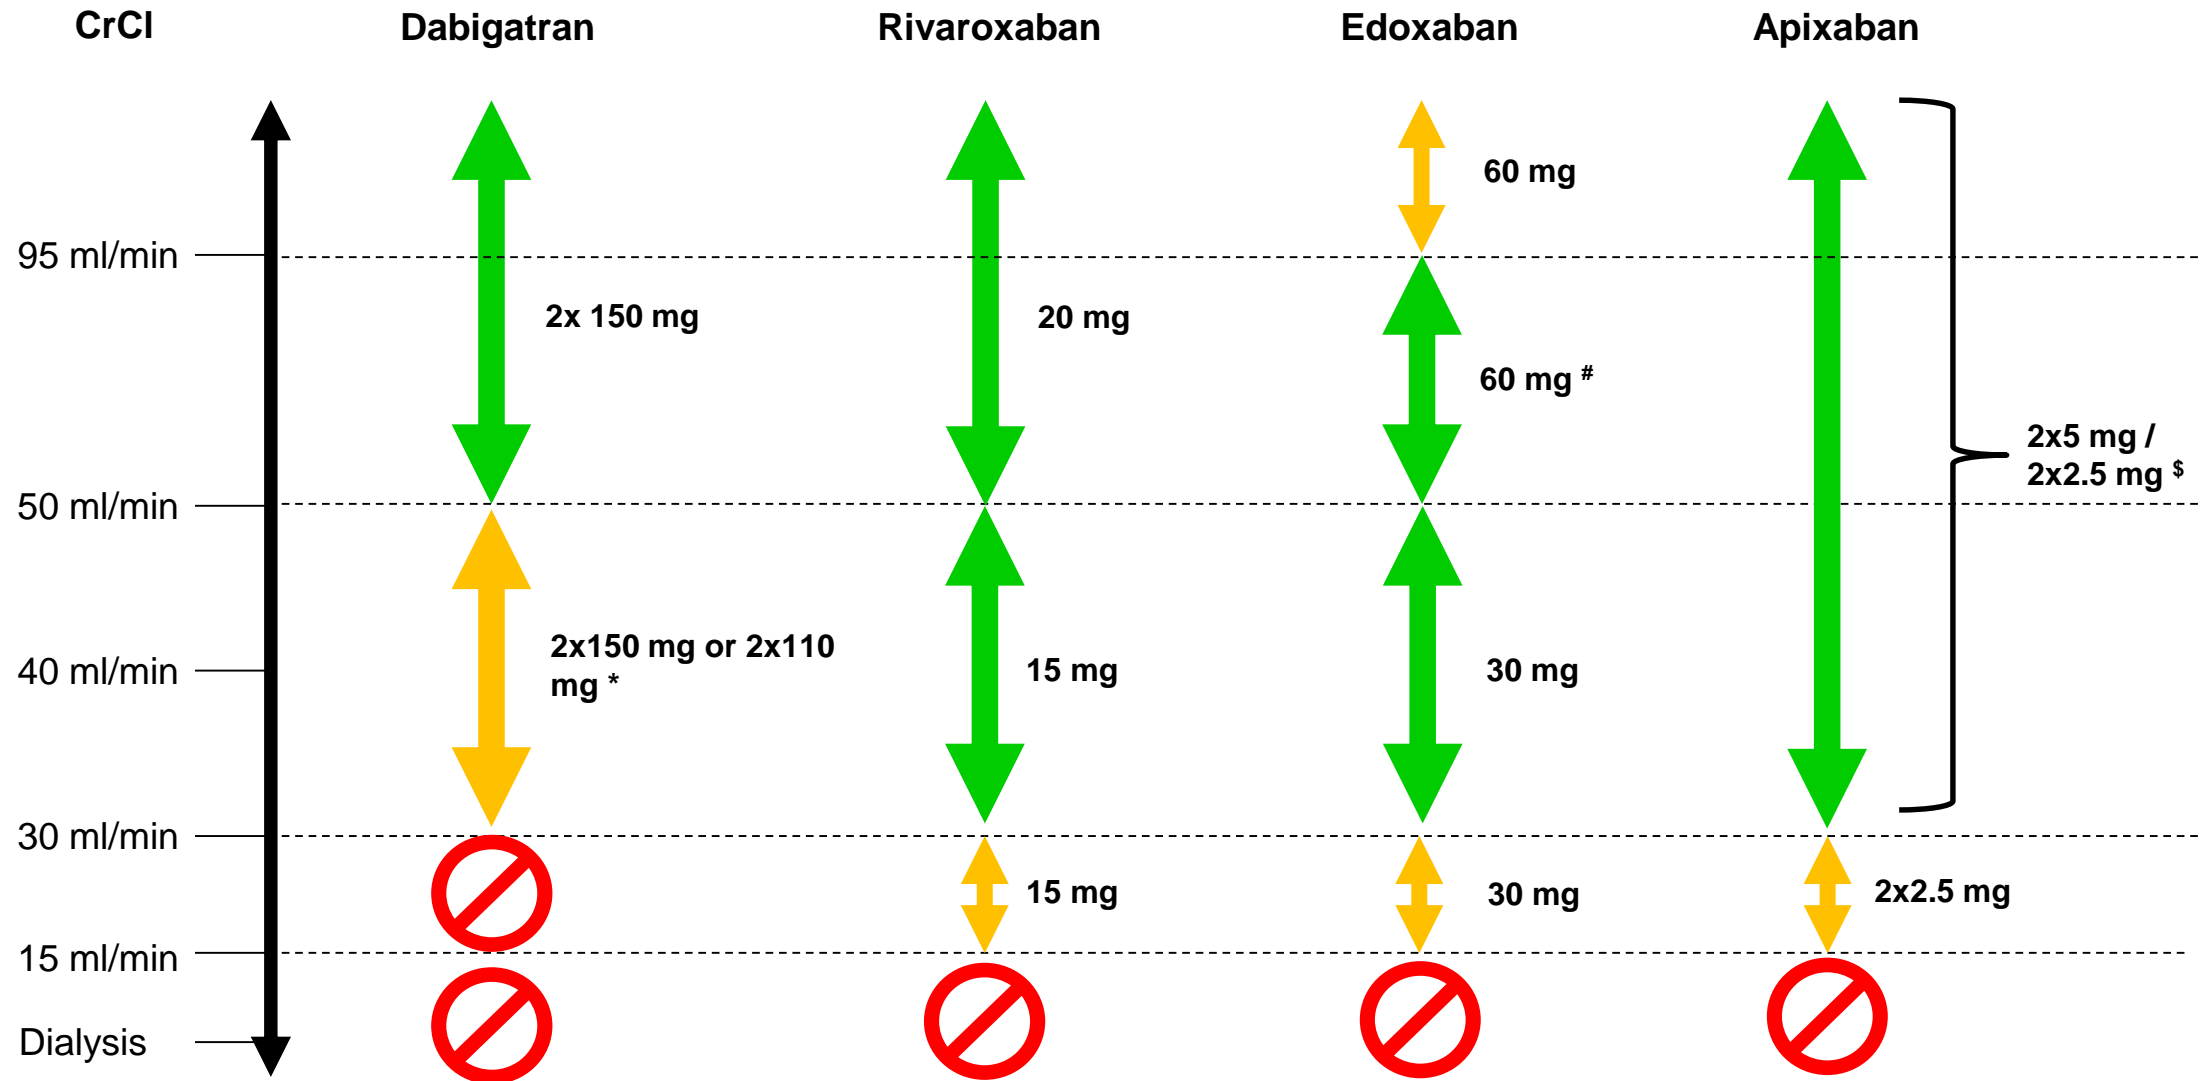 CrCl
Dabigatran
Rivaroxaban
Edoxaban
Apixaban
60 mg
95 ml/min
2x 150 mg
20 mg
60 mg #
2x5 mg /
2x2.5 mg $
50 ml/min
2x150 mg or 2x110
mg *
40 ml/min
15 mg
30 mg
30 ml/min
15 mg
30 mg
2x2.5 mg
15 ml/min
Dialysis